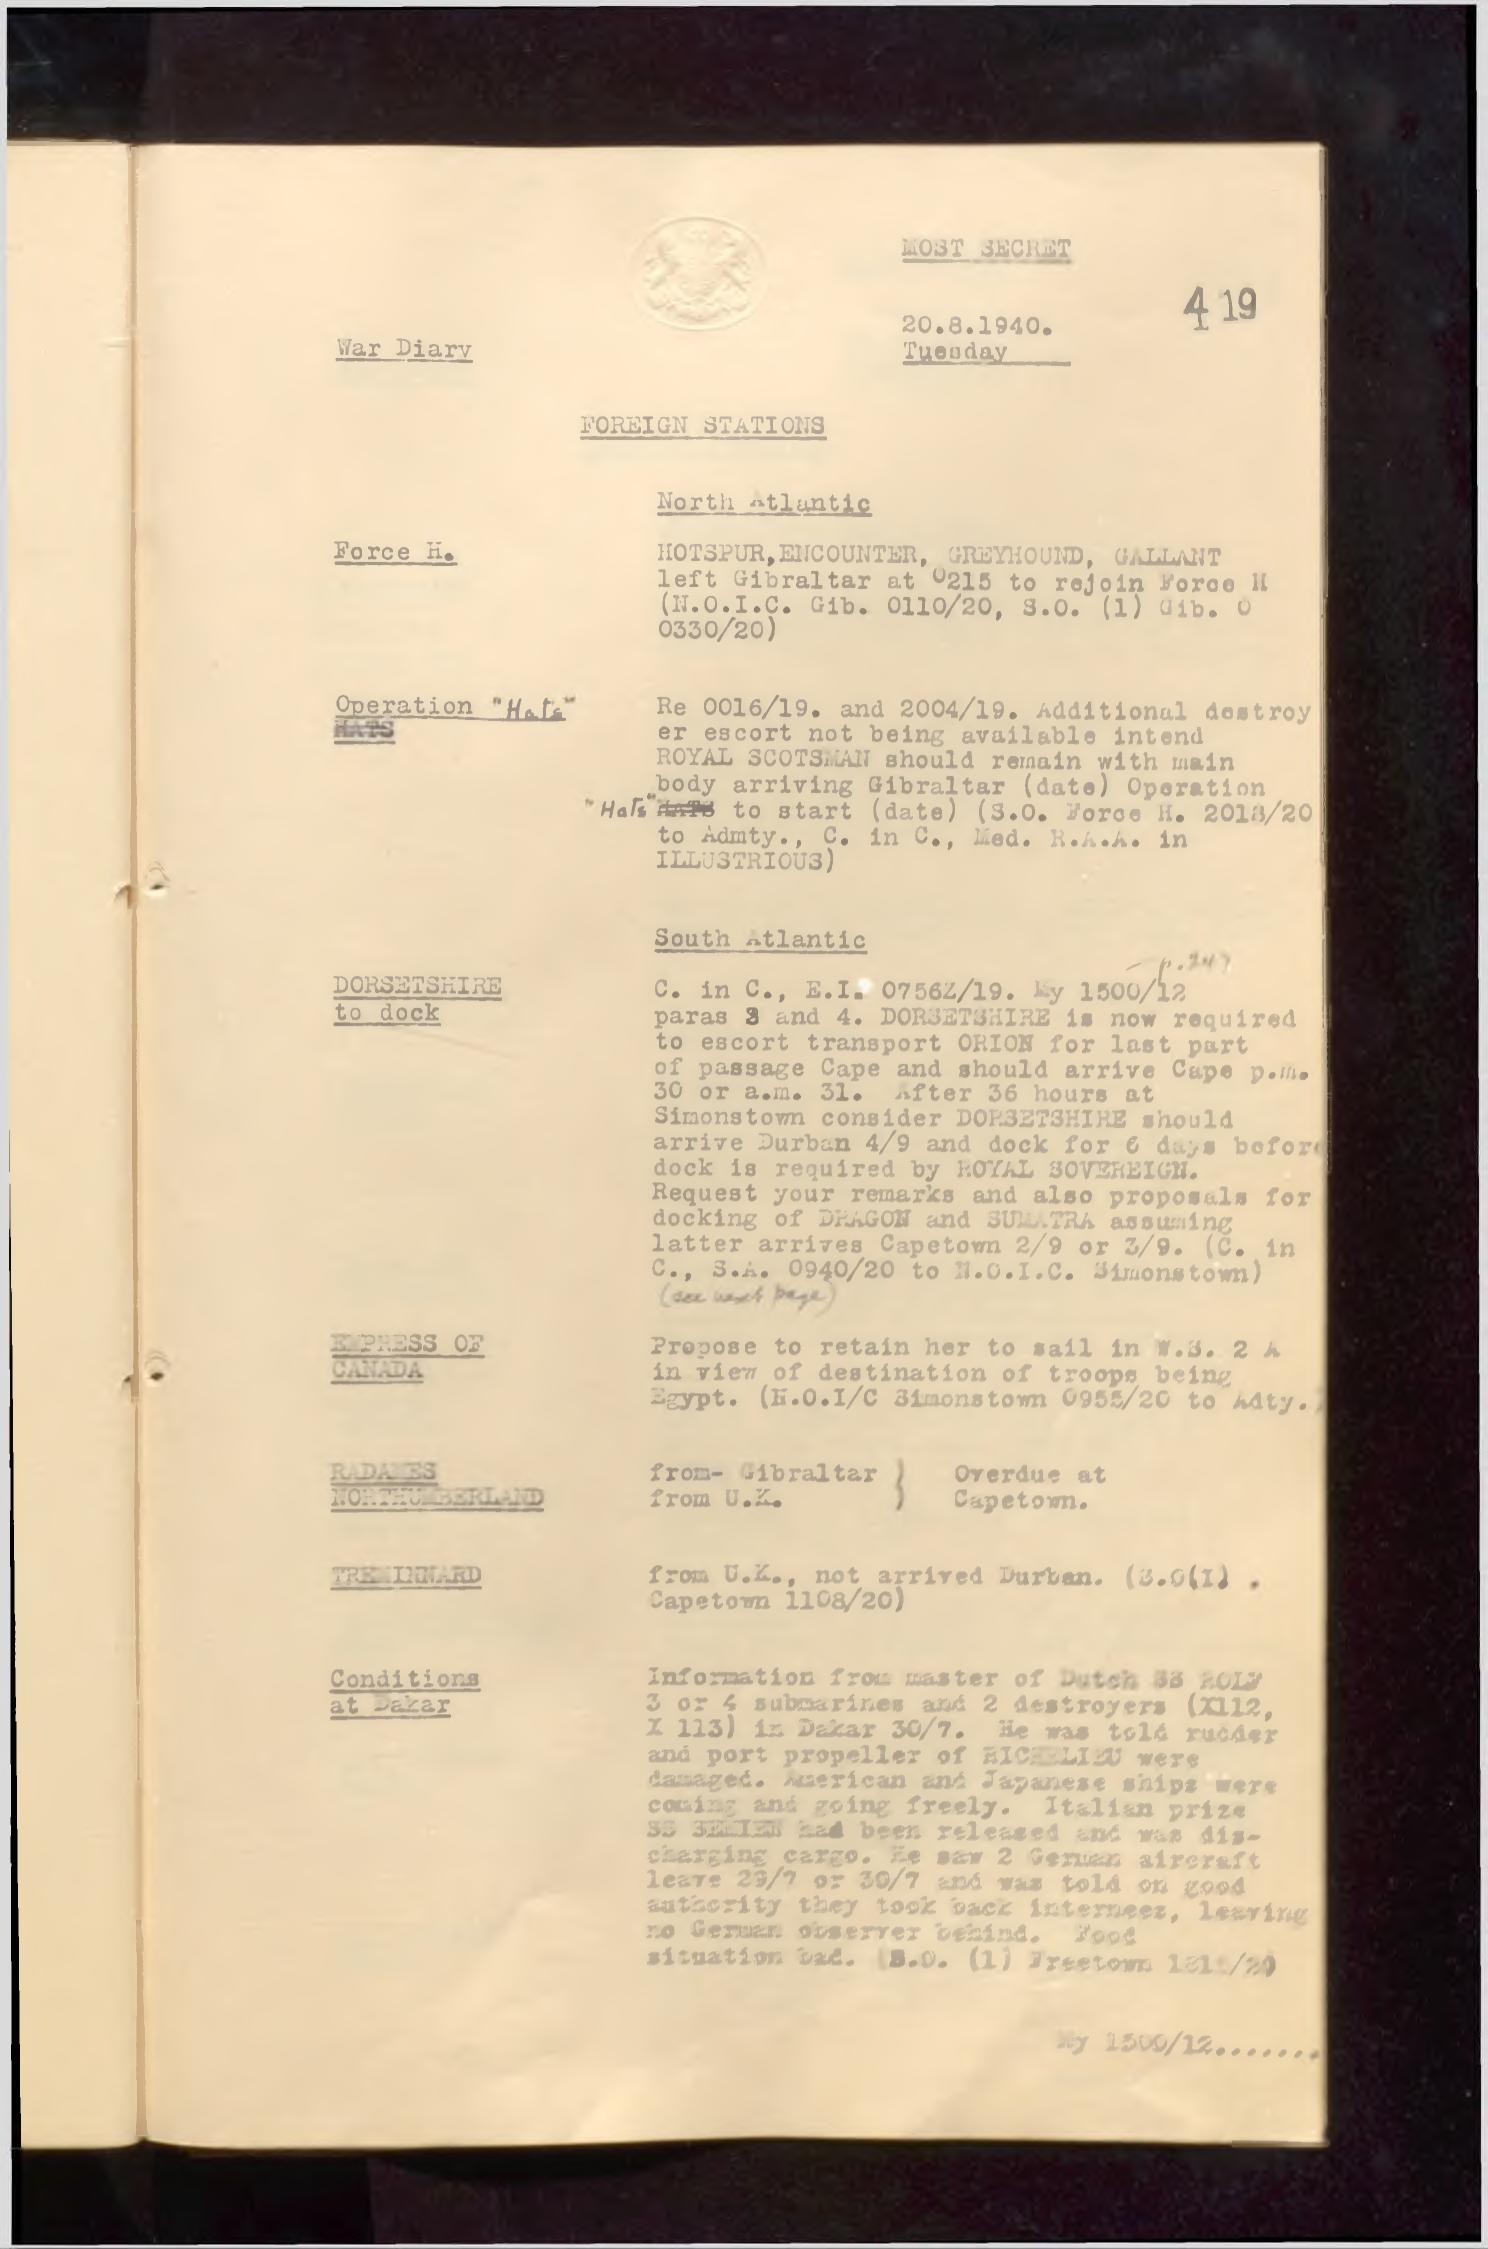 MOST SECRET
419
20.8.1940.
War Diary
Tuesday
FOREIGN STATIONS
North Atlantic
Force H.
HOTSPUR,ENCOUNTER, GREYHOUND, GALLANT
left Gibraltar at 0215 to rejoin Force H
(N.O.I.C. Gib. 0110/20, S.O. (1) Gib. O
0330/20)
Operation "Hats"
HATS
Re 0016/19. and 2004/19. Additional destroy
er escort not being available intend
ROYAL SCOTSMAN should remain with main
body arriving Gibraltar (date) Operation
"Hats" HATS to start (date) (S.O. Force H. 2018/20
to Admty., C. in C., Med. R.A.A. in
ILLUSTRIOUS)
South Atlantic
DORSETSHIRE
to dock
p.247
C. in C., E.I. 0756Z/19. My 1500/12
paras 3 and 4. DORSETSHIRE is now required
to escort transport ORION for last part
of passage Cape and should arrive Cape p.m.
30 or a.m. 31. After 36 hours at
Simonstown consider DORSETSHIRE should
arrive Durban 4/9 and dock for 6 days before
dock is required by ROYAL SOVEREIGN.
Request your remarks and also proposals for
docking of DRAGON and SUMATRA assuming
latter arrives Capetown 2/9 or 3/9. (C. in
C., S.A. 0940/20 to N.O.I.C. Simonstown)
(see next page)
EMPRESS OF
CANADA
Propose to retain her to sail in W.S. 2 A
in view of destination of troops being
Egypt. (N.O.I/C Simonstown 0955/20 to Adty.)
RADAMES
NORTHUMBERLAND
from- Gibraltar )
from U.K. )
Overdue at
Capetown.
TREMINNARD
from U.K., not arrived Durban. (S.O(I) .
Capetown 1108/20)
Conditions
at Dakar
Information from master of Dutch SS ROLF
3 or 4 submarines and 2 destroyers (X112,
X 113) in Dakar 30/7. He was told rudder
and port propeller of RICHELIEU were
damaged. American and Japanese ships were
coming and going freely. Italian prize
SS had been released and was dis-
charging cargo. He saw 2 German aircraft
leave 29/7 or 30/7 and was told on good
authority they took back internees, leaving
no German observer behind. Food
situation bad. (S.O. (1) Freetown
My 1500/12.......